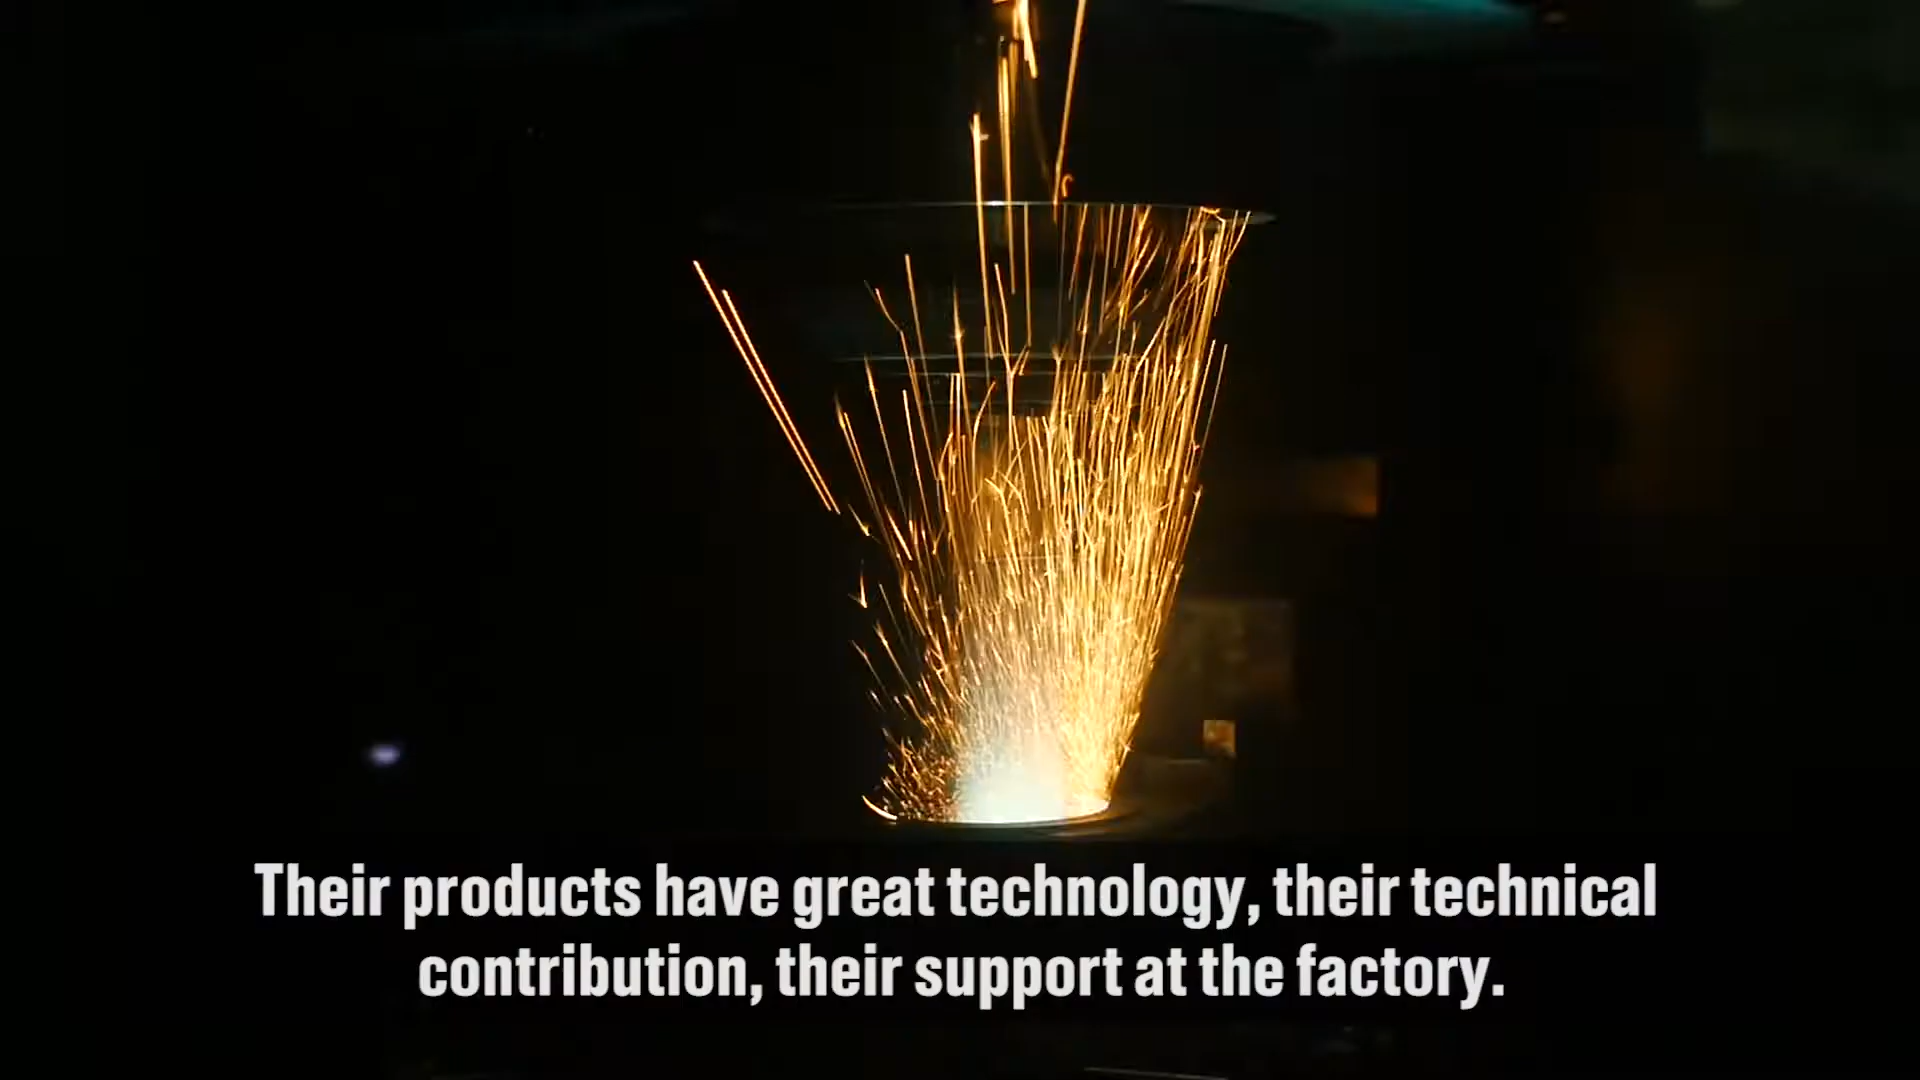 Their products have great technology, their technical
contribution, their support at the factory.